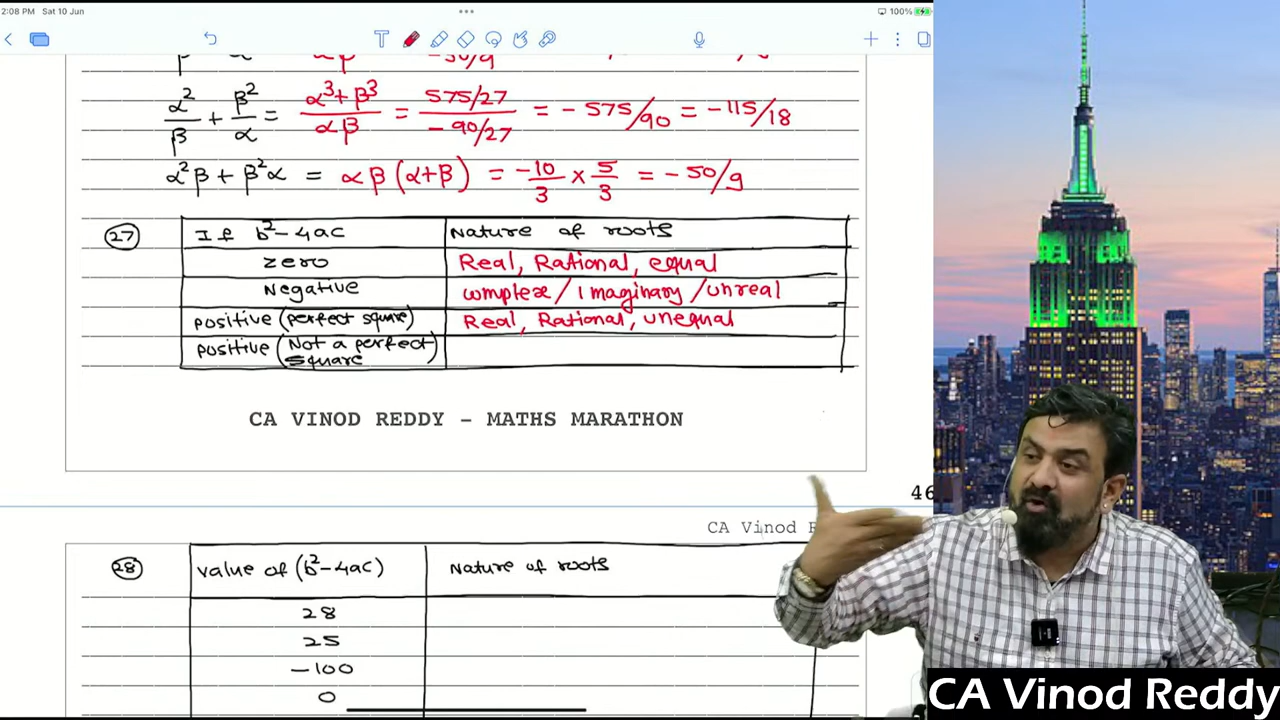 2:08 PM Sat 10 Jun
100%
αβ -30/9
α²/β + β²/α = α³+β³/αβ = 575/27 / -90/27 = -575/90 = -115/18
α²β + β²α = αβ(α+β) = -10/3 × 5/3 = -50/9
27 If b²-4ac Nature of roots
zero Real, Rational, equal
Negative complex/imaginary/unreal
positive (perfect square) Real, Rational, unequal
positive (Not a perfect square)
CA VINOD REDDY - MATHS MARATHON
46
CA Vinod R
28 value of (b²-4ac) Nature of roots
28
25
-100
0
CA Vinod Reddy